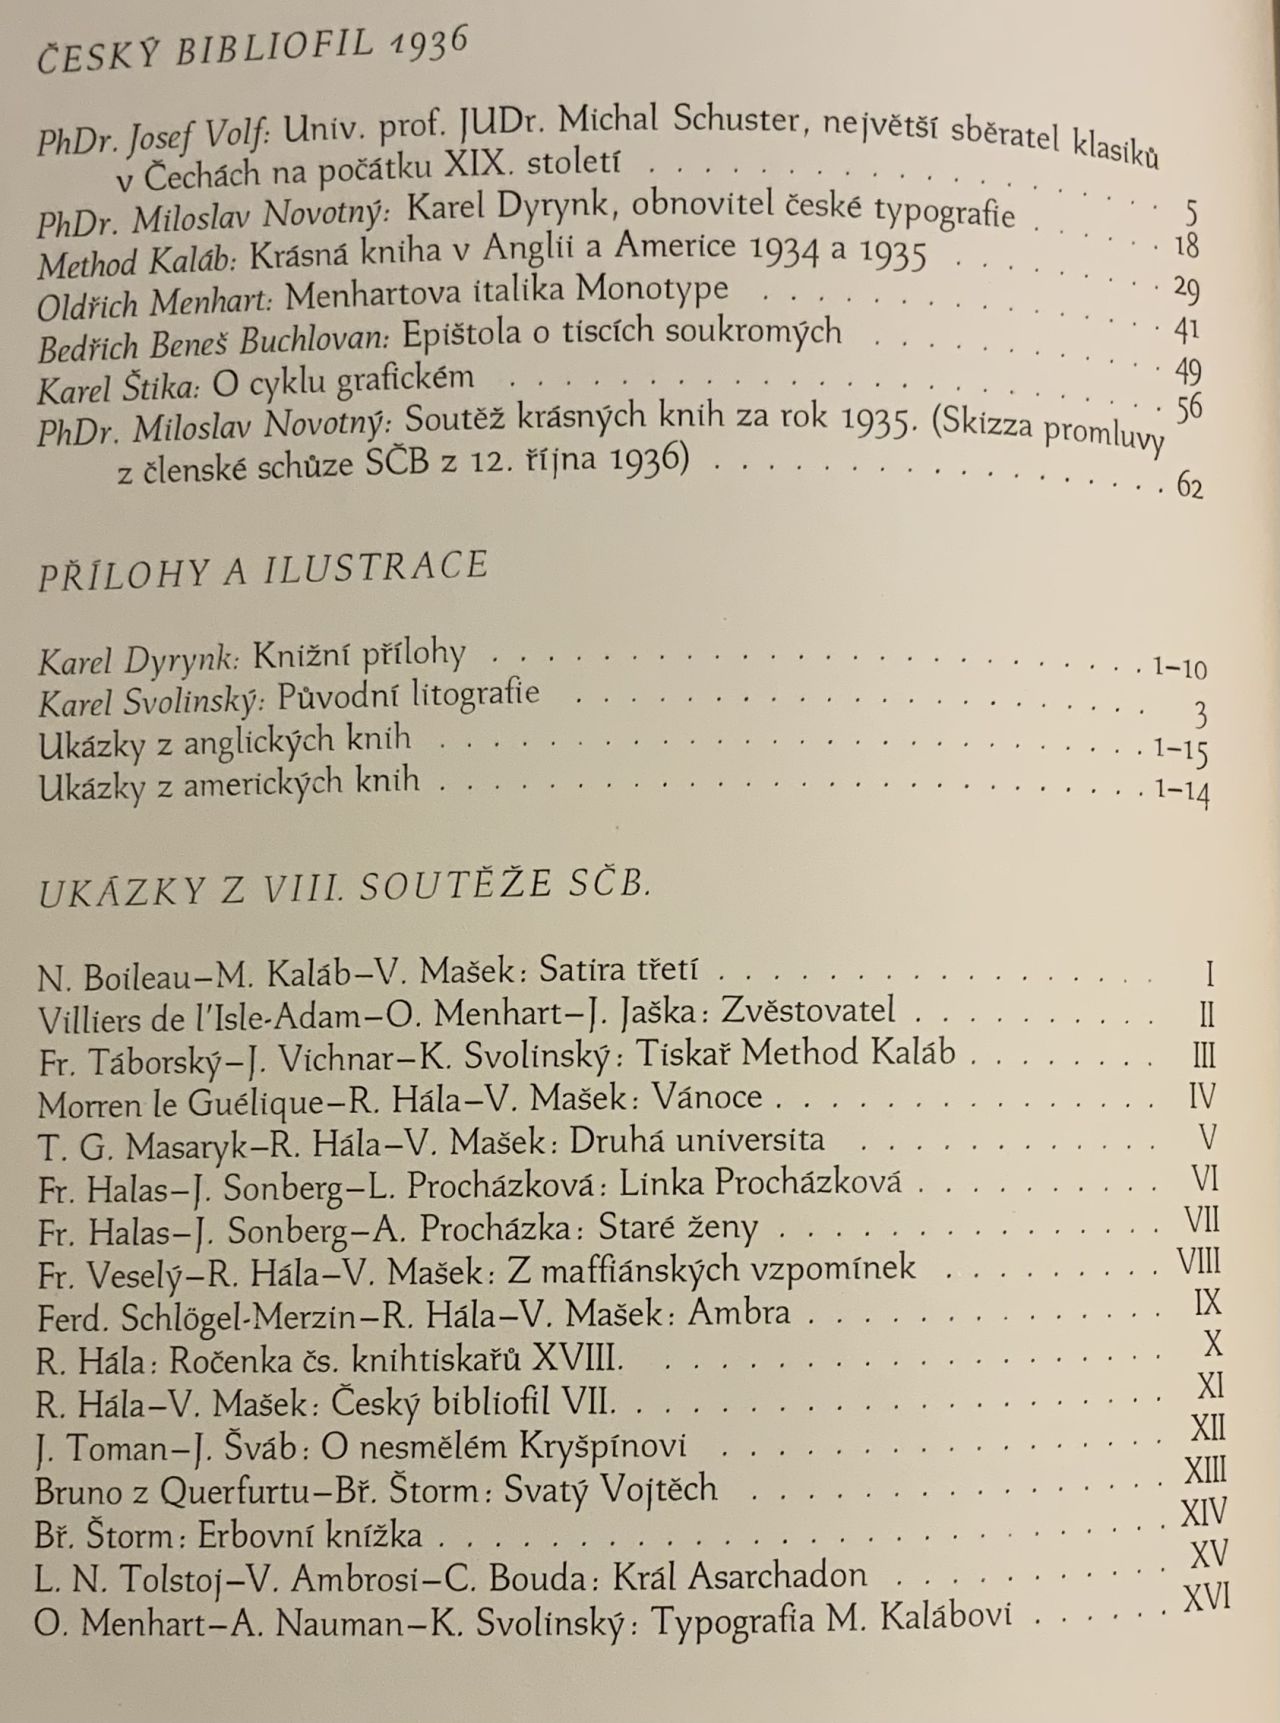 ČESKÝ BIBLIOFIL 1936
PhDr. Josef Volf: Univ. prof. JUDr. Michal Schuster, největší sběratel klasiků
v Čechách na počátku XIX. století . . . . . . . . . . . . . . . . . . . 5
PhDr. Miloslav Novotný: Karel Dyrynk, obnovitel české typografie . . . . . . 18
Method Kaláb: Krásná kniha v Anglii a Americe 1934 a 1935 . . . . . . . . 29
Oldřich Menhart: Menhartova italika Monotype . . . . . . . . . . . . . . . 41
Bedřich Beneš Buchlovan: Epištola o tiscích soukromých . . . . . . . . . . . 49
Karel Štika: O cyklu grafickém . . . . . . . . . . . . . . . . . . . . . . . . 56
PhDr. Miloslav Novotný: Soutěž krásných knih za rok 1935. (Skizza promluvy
z členské schůze SČB z 12. října 1936) . . . . . . . . . . . . . . . . . 62
PŘÍLOHY A ILUSTRACE
Karel Dyrynk: Knižní přílohy . . . . . . . . . . . . . . . . . . . . . . . . 1–10
Karel Svolinský: Původní litografie . . . . . . . . . . . . . . . . . . . . . 3
Ukázky z anglických knih . . . . . . . . . . . . . . . . . . . . . . . . . . 1–15
Ukázky z amerických knih . . . . . . . . . . . . . . . . . . . . . . . . . . 1–14
UKÁZKY Z VIII. SOUTĚŽE SČB.
N. Boileau–M. Kaláb–V. Mašek: Satira třetí . . . . . . . . . . . . . . . . I
Villiers de l'Isle-Adam–O. Menhart–J. Jaška: Zvěstovatel . . . . . . . . . II
Fr. Táborský–J. Vichnar–K. Svolinský: Tiskař Method Kaláb . . . . . . . III
Morren le Guélique–R. Hála–V. Mašek: Vánoce . . . . . . . . . . . . . . IV
T. G. Masaryk–R. Hála–V. Mašek: Druhá universita . . . . . . . . . . . V
Fr. Halas–J. Sonberg–L. Procházková: Linka Procházková . . . . . . . . . VI
Fr. Halas–J. Sonberg–A. Procházka: Staré ženy . . . . . . . . . . . . . . VII
Fr. Veselý–R. Hála–V. Mašek: Z maffiánských vzpomínek . . . . . . . . VIII
Ferd. Schlögel-Merzin–R. Hála–V. Mašek: Ambra . . . . . . . . . . . . . IX
R. Hála: Ročenka čs. knihtiskařů XVIII. . . . . . . . . . . . . . . . . . . X
R. Hála–V. Mašek: Český bibliofil VII. . . . . . . . . . . . . . . . . . . . XI
J. Toman–J. Šváb: O nesmělém Kryšpínovi . . . . . . . . . . . . . . . . XII
Bruno z Querfurtu–Bř. Štorm: Svatý Vojtěch . . . . . . . . . . . . . . . XIII
Bř. Štorm: Erbovní knížka . . . . . . . . . . . . . . . . . . . . . . . . . . XIV
L. N. Tolstoj–V. Ambrosi–C. Bouda: Král Asarchadon . . . . . . . . . . XV
O. Menhart–A. Nauman–K. Svolinský: Typografia M. Kalábovi . . . . . . XVI